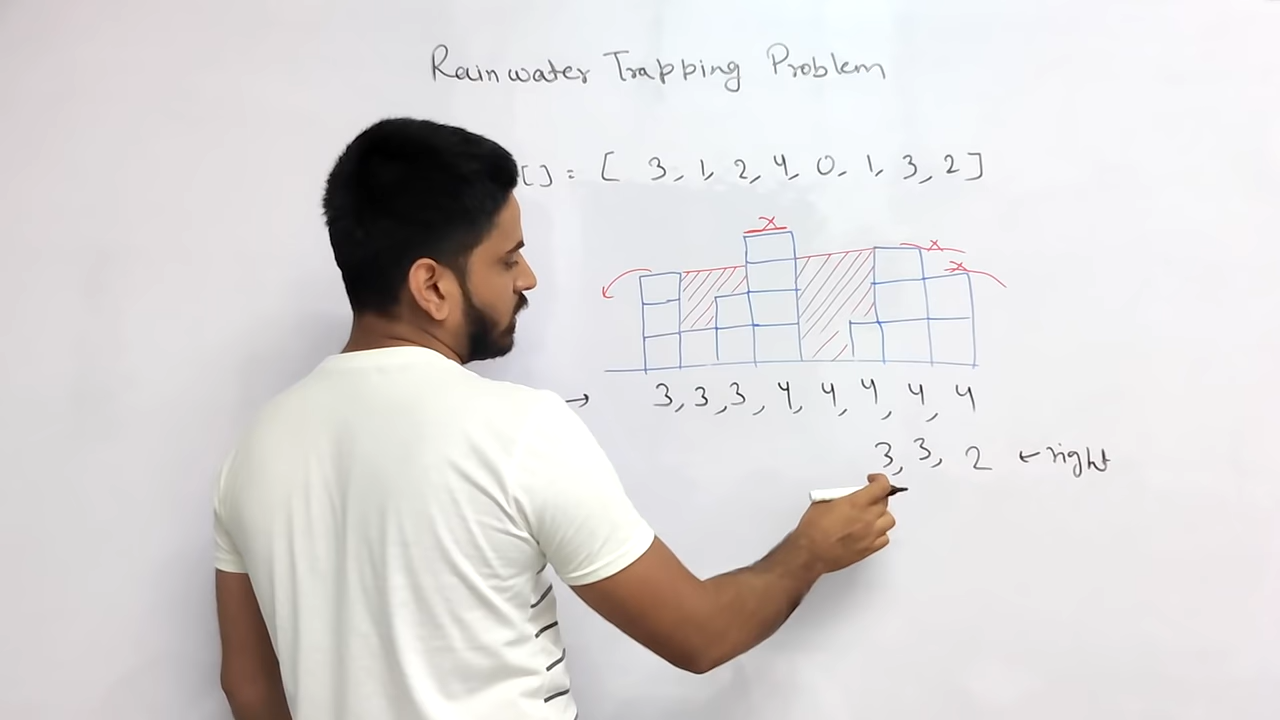 Rainwater Trapping Problem
[] = [ 3, 1, 2, 4, 0, 1, 3, 2 ]
x
x
x
→ 3, 3, 3, 4, 4, 4, 4, 4
3, 3, 2 ← right